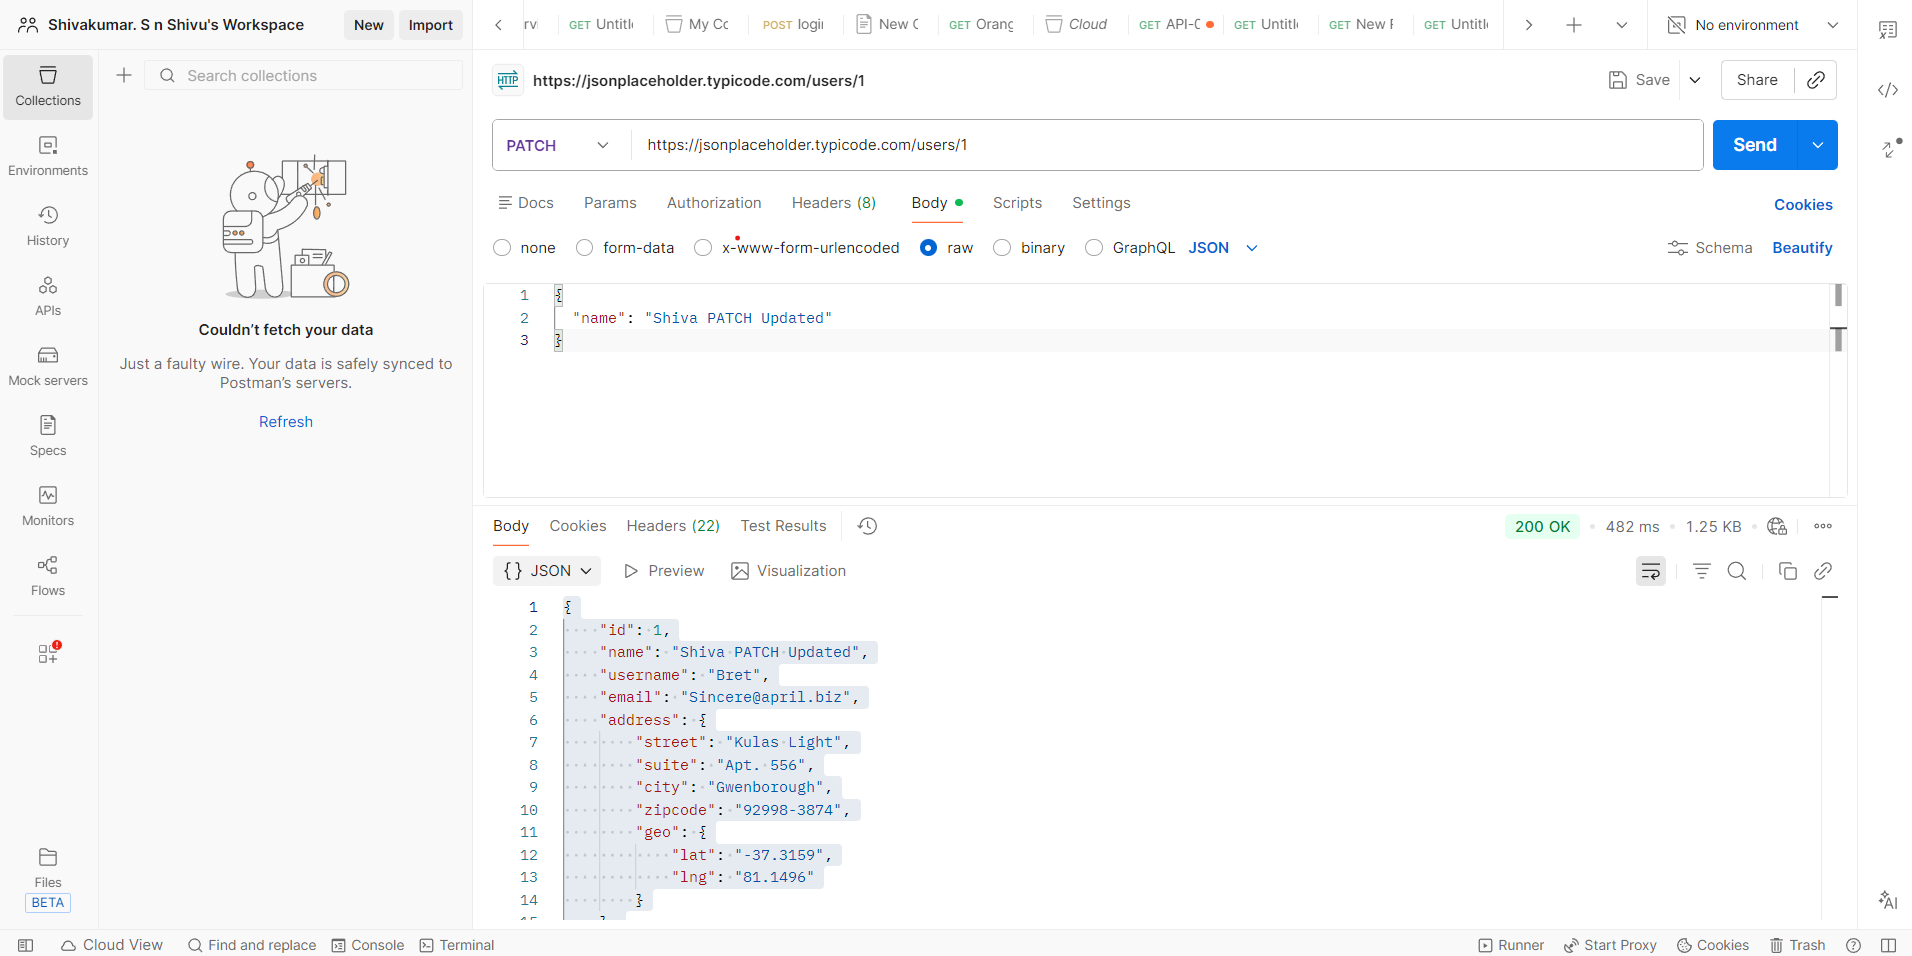 Shivakumar. S n Shivu's Workspace
New
Import
GET Untitle
My Co
POST login
New C
GET Orang
Cloud
GET API-C
GET Untitle
GET New R
GET Untitle
No environment
Collections
Environments
History
APIs
Mock servers
Specs
Monitors
Flows
Files
BETA
Search collections
Couldn't fetch your data
Just a faulty wire. Your data is safely synced to
Postman's servers.
Refresh
HTTP
https://jsonplaceholder.typicode.com/users/1
Save
Share
PATCH
https://jsonplaceholder.typicode.com/users/1
Send
Docs
Params
Authorization
Headers (8)
Body
Scripts
Settings
Cookies
none
form-data
x-www-form-urlencoded
raw
binary
GraphQL
JSON
Schema
Beautify
1 {
2 "name": "Shiva PATCH Updated"
3 }
Body
Cookies
Headers (22)
Test Results
200 OK
482 ms
1.25 KB
{} JSON
Preview
Visualization
1 {
2 "id": 1,
3 "name": "Shiva PATCH Updated",
4 "username": "Bret",
5 "email": "Sincere@april.biz",
6 "address": {
7 "street": "Kulas Light",
8 "suite": "Apt. 556",
9 "city": "Gwenborough",
10 "zipcode": "92998-3874",
11 "geo": {
12 "lat": "-37.3159",
13 "lng": "81.1496"
14 }
AI
Cloud View
Find and replace
Console
Terminal
Runner
Start Proxy
Cookies
Trash